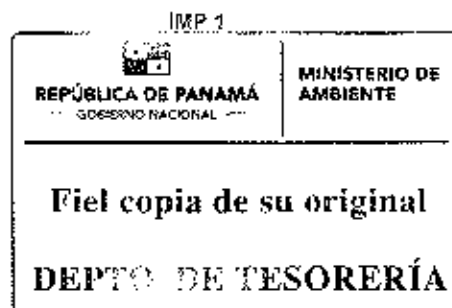 IMP 1
REPÚBLICA DE PANAMÁ
GOBIERNO NACIONAL
MINISTERIO DE
AMBIENTE
Fiel copia de su original
DEPTO DE TESORERÍA